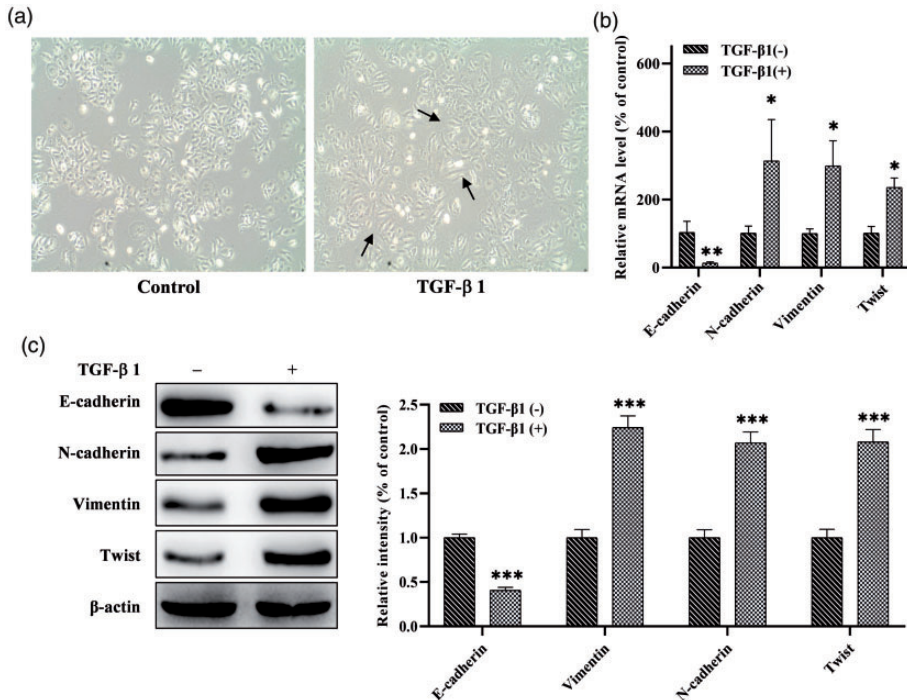 (a)
Control
TGF-β 1
(b)
TGF-β1(-)
TGF-β1(+)
Relative mRNA level (% of control)
600
400
200
0
*
*
*
**
E-cadherin
N-cadherin
Vimentin
Twist
(c)
TGF-β 1
−
+
E-cadherin
N-cadherin
Vimentin
Twist
β-actin
TGF-β1 (-)
TGF-β1 (+)
Relative intensity (% of control)
2.5
2.0
1.5
1.0
0.5
0.0
***
***
***
***
E-cadherin
Vimentin
N-cadherin
Twist